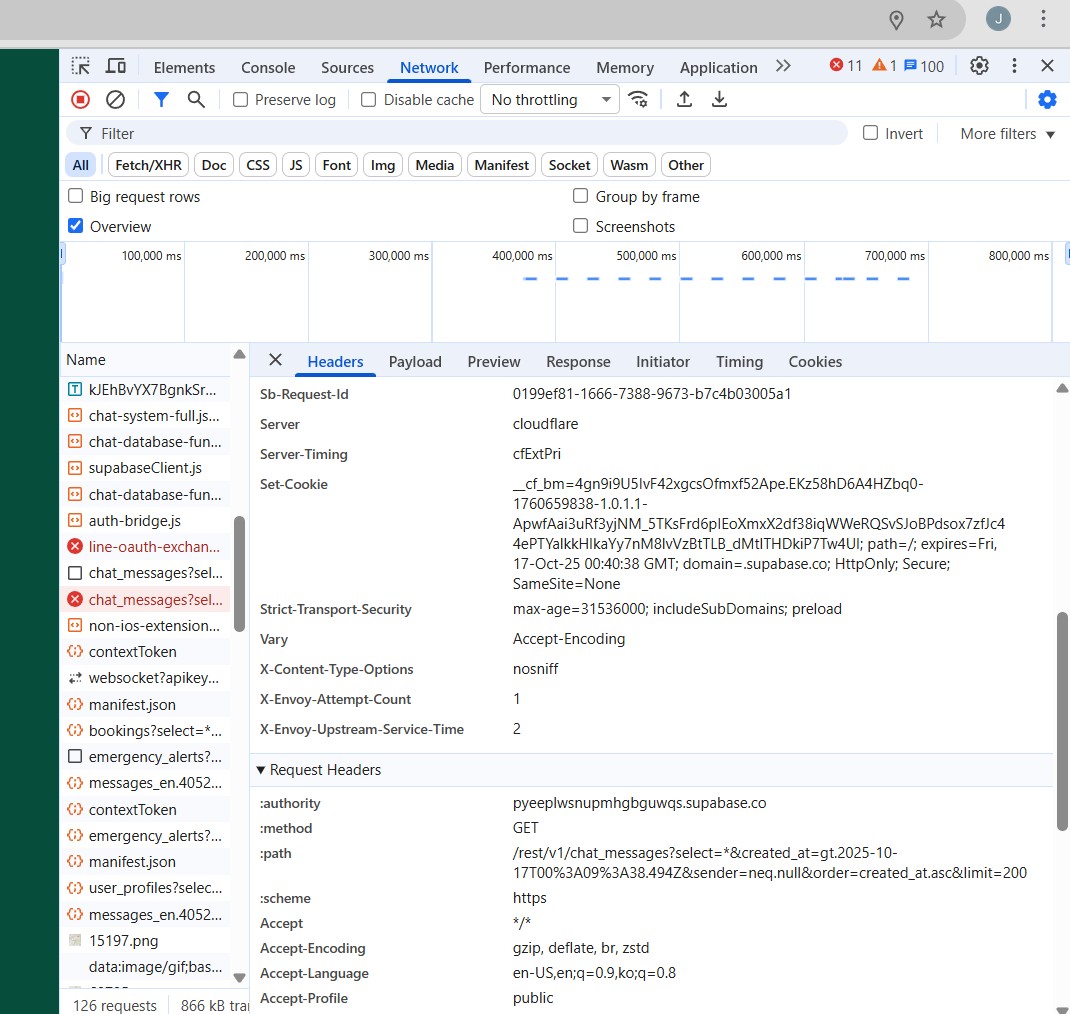 J
Elements Console Sources Network Performance Memory Application 11 1 100
Preserve log Disable cache No throttling
Filter Invert More filters
All Fetch/XHR Doc CSS JS Font Img Media Manifest Socket Wasm Other
Big request rows Group by frame
Overview Screenshots
100,000 ms 200,000 ms 300,000 ms 400,000 ms 500,000 ms 600,000 ms 700,000 ms 800,000 ms
Name
kJEhBvYX7BgnkSr...
chat-system-full.js...
chat-database-fun...
supabaseClient.js
chat-database-fun...
auth-bridge.js
line-oauth-exchan...
chat_messages?sel...
chat_messages?sel...
non-ios-extension...
contextToken
websocket?apikey...
manifest.json
bookings?select=*...
emergency_alerts?...
messages_en.4052...
contextToken
emergency_alerts?...
manifest.json
user_profiles?selec...
messages_en.4052...
15197.png
data:image/gif;bas...
126 requests 866 kB tra
Headers Payload Preview Response Initiator Timing Cookies
Sb-Request-Id 0199ef81-1666-7388-9673-b7c4b03005a1
Server cloudflare
Server-Timing cfExtPri
Set-Cookie __cf_bm=4gn9i9U5IvF42xgcsOfmxf52Ape.EKz58hD6A4HZbq0-
1760659838-1.0.1.1-
ApwfAai3uRf3yjNM_5TKsFrd6pIEoXmxX2df38iqWWeRQSvSJoBPdsox7zfJc4
4ePTYaIkkHlkaYy7nM8IvVzBtTLB_dMtITHDkiP7Tw4UI; path=/; expires=Fri,
17-Oct-25 00:40:38 GMT; domain=.supabase.co; HttpOnly; Secure;
SameSite=None
Strict-Transport-Security max-age=31536000; includeSubDomains; preload
Vary Accept-Encoding
X-Content-Type-Options nosniff
X-Envoy-Attempt-Count 1
X-Envoy-Upstream-Service-Time 2
Request Headers
:authority pyeeplwsnupmhgbguwqs.supabase.co
:method GET
:path /rest/v1/chat_messages?select=*&created_at=gt.2025-10-
17T00%3A09%3A38.494Z&sender=neq.null&order=created_at.asc&limit=200
:scheme https
Accept */*
Accept-Encoding gzip, deflate, br, zstd
Accept-Language en-US,en;q=0.9,ko;q=0.8
Accept-Profile public